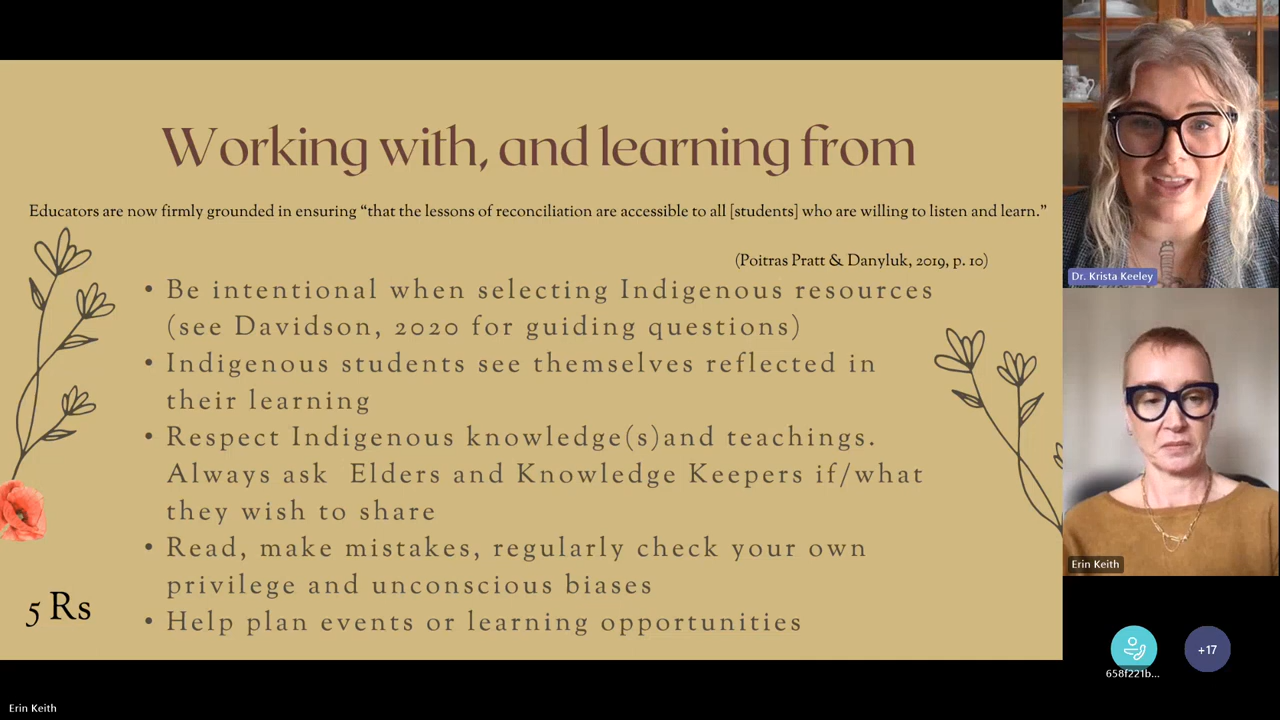 Working with, and learning from
Educators are now firmly grounded in ensuring “that the lessons of reconciliation are accessible to all [students] who are willing to listen and learn.”
(Poitras Pratt & Danyluk, 2019, p. 10)
• Be intentional when selecting Indigenous resources
(see Davidson, 2020 for guiding questions)
• Indigenous students see themselves reflected in
their learning
• Respect Indigenous knowledge(s)and teachings.
Always ask  Elders and Knowledge Keepers if/what
they wish to share
• Read, make mistakes, regularly check your own
privilege and unconscious biases
• Help plan events or learning opportunities
5 Rs
Dr. Krista Keeley
Erin Keith
658f221b...
+17
Erin Keith